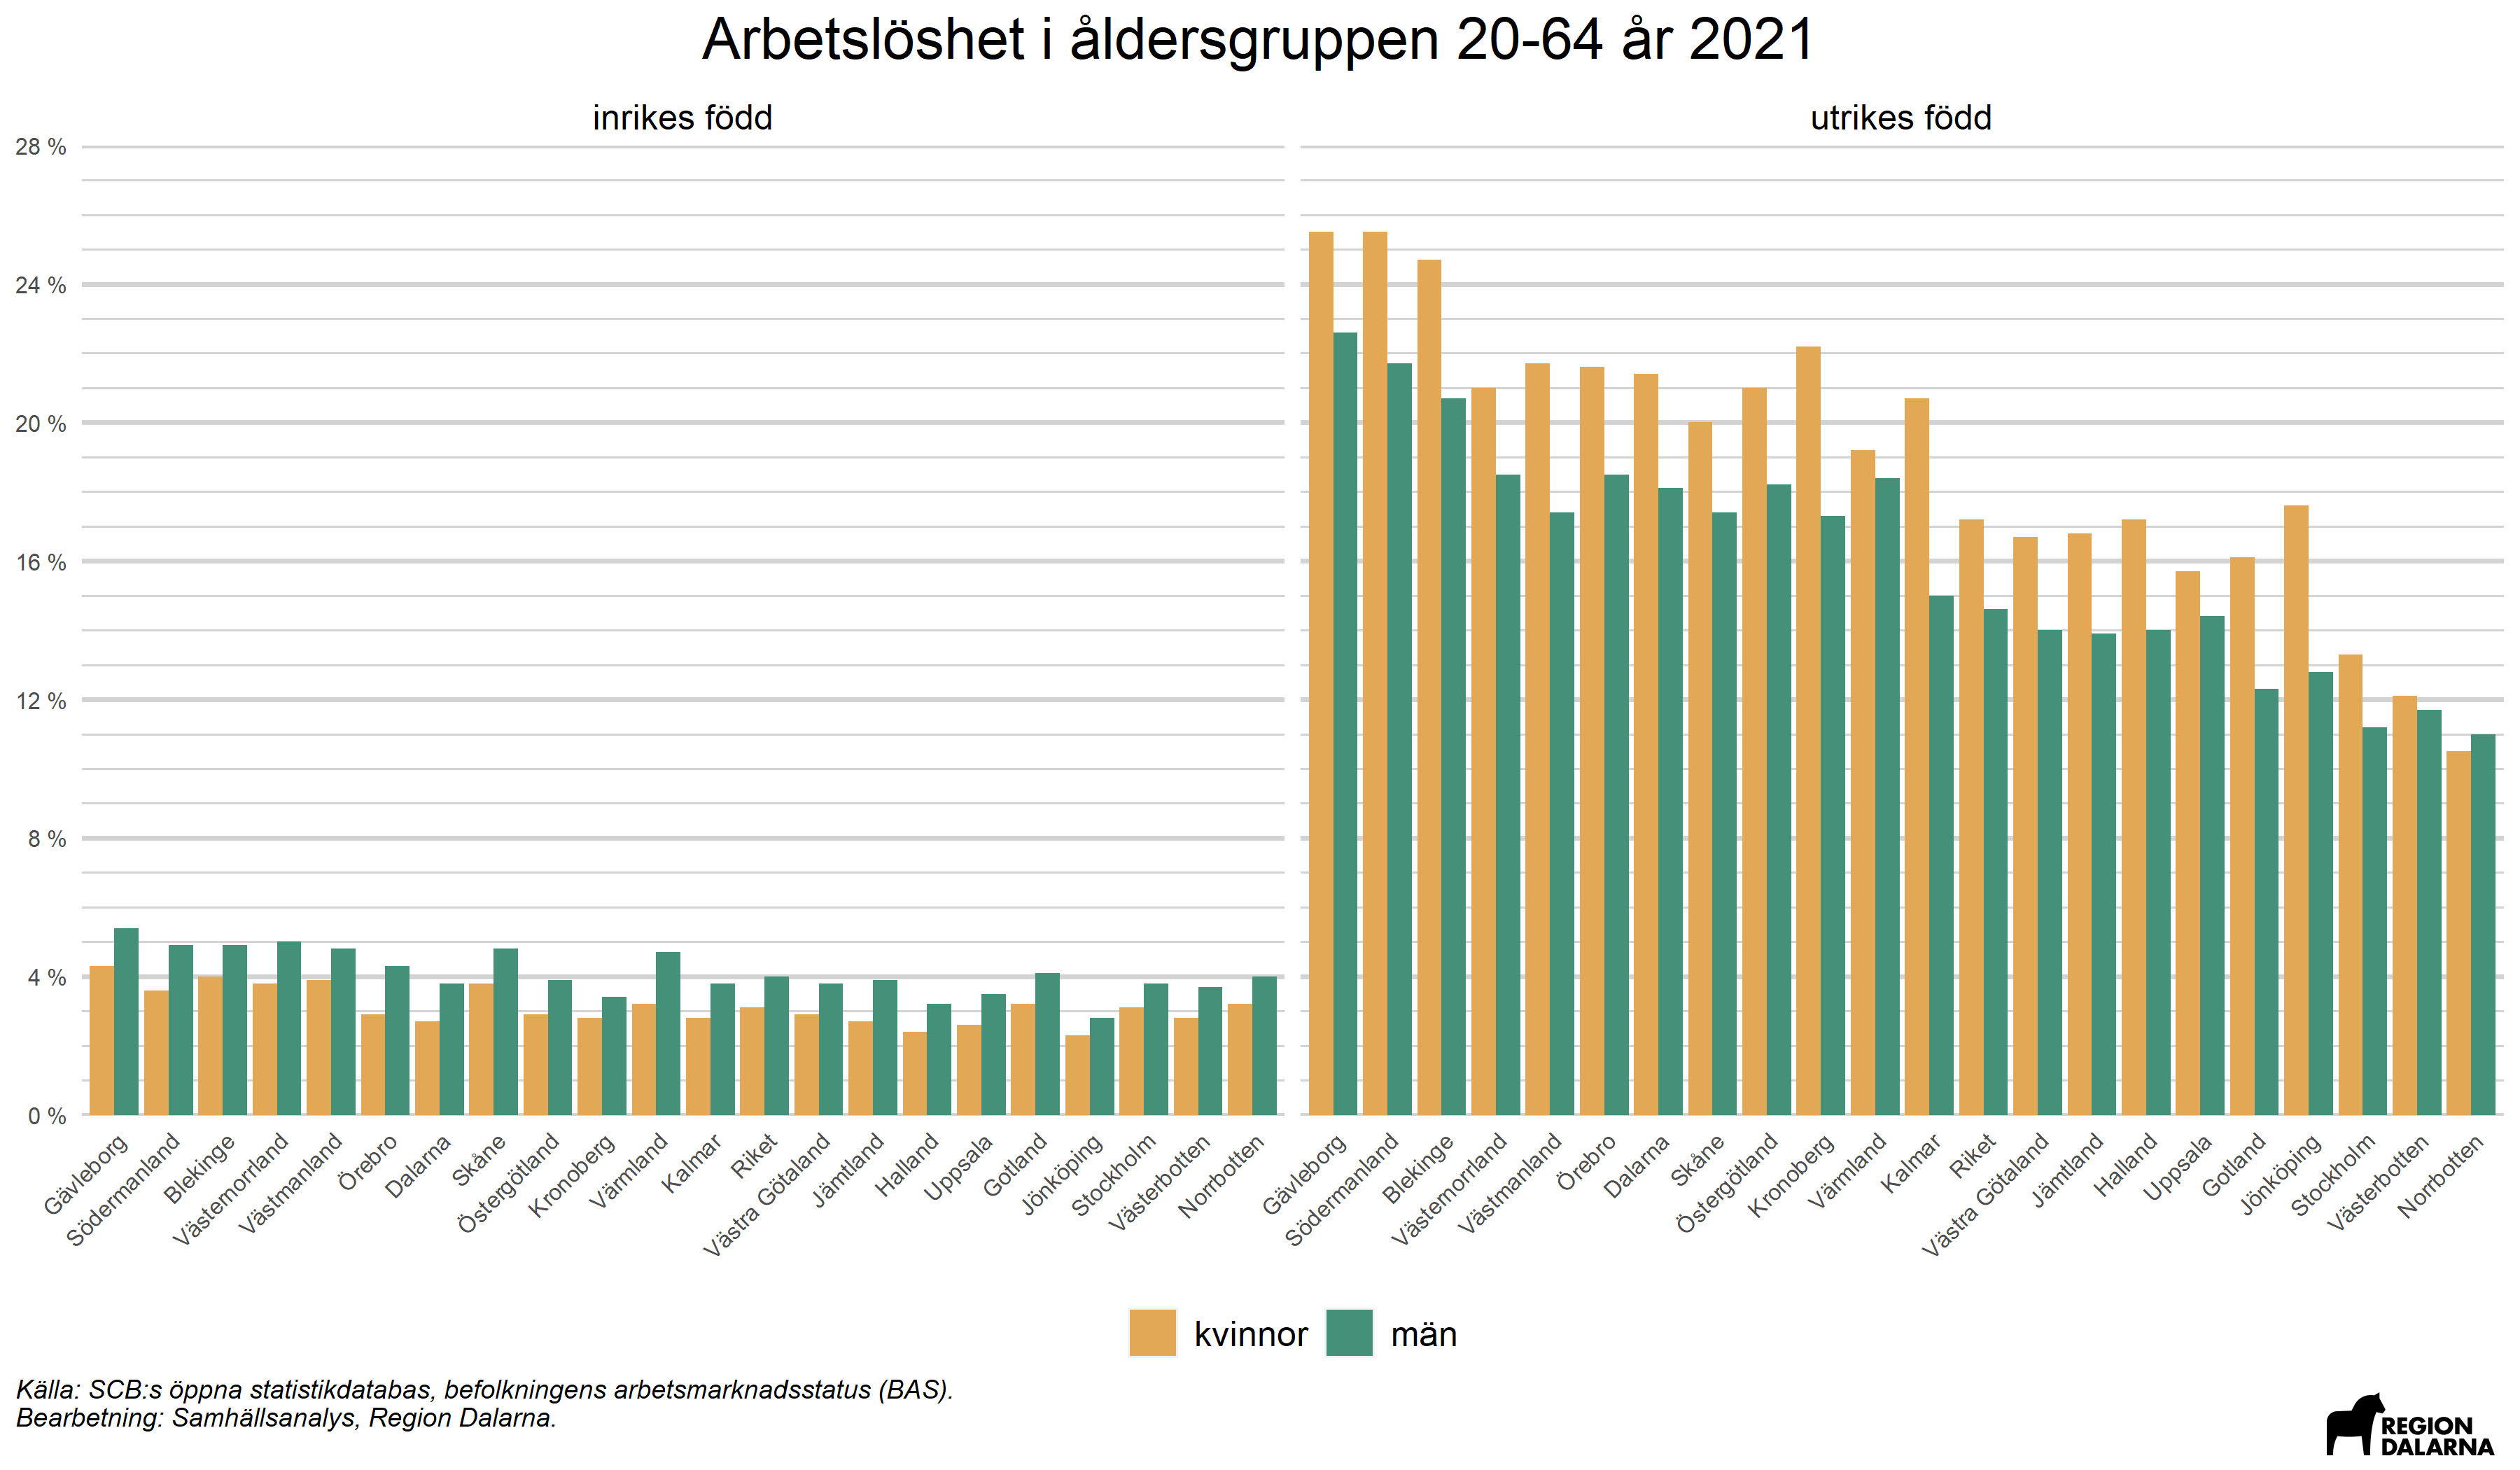 Arbetslöshet i åldersgruppen 20-64 år 2021
inrikes född
utrikes född
28 %
24 %
20 %
16 %
12 %
8 %
4 %
0 %
Gävleborg
Södermanland
Blekinge
Västernorrland
Västmanland
Örebro
Dalarna
Skåne
Östergötland
Kronoberg
Värmland
Kalmar
Riket
Västra Götaland
Jämtland
Halland
Uppsala
Gotland
Jönköping
Stockholm
Västerbotten
Norrbotten
Gävleborg
Södermanland
Blekinge
Västernorrland
Västmanland
Örebro
Dalarna
Skåne
Östergötland
Kronoberg
Värmland
Kalmar
Riket
Västra Götaland
Jämtland
Halland
Uppsala
Gotland
Jönköping
Stockholm
Västerbotten
Norrbotten
kvinnor
män
Källa: SCB:s öppna statistikdatabas, befolkningens arbetsmarknadsstatus (BAS).
Bearbetning: Samhällsanalys, Region Dalarna.
REGION
DALARNA